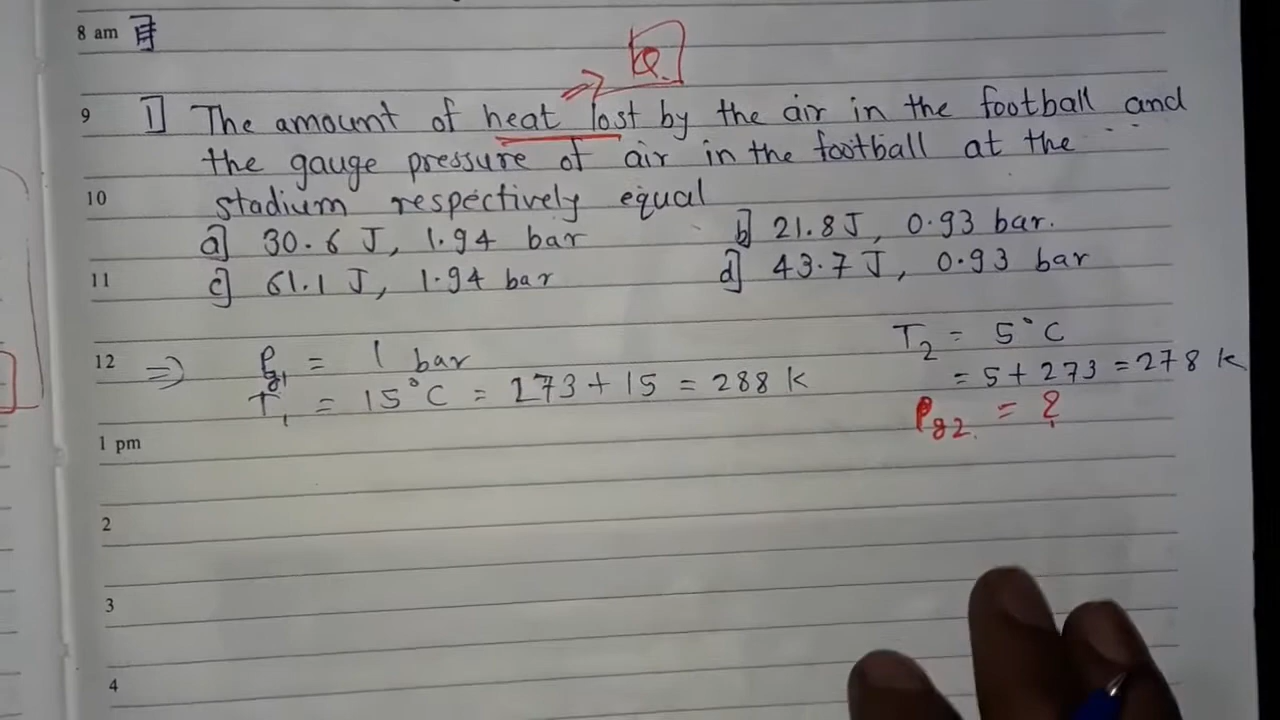 8 am
Q.
9 1] The amount of heat lost by the air in the football and
the gauge pressure of air in the football at the
10 stadium respectively equal
a] 30.6 J, 1.94 bar b] 21.8 J, 0.93 bar.
11 c] 61.1 J, 1.94 bar d] 43.7 J, 0.93 bar
12 ⇒ Pg1 = 1 bar T2 = 5°C
T1 = 15°C = 273 + 15 = 288 K = 5 + 273 = 278 K
Pg2. = ?
1 pm
2
3
4